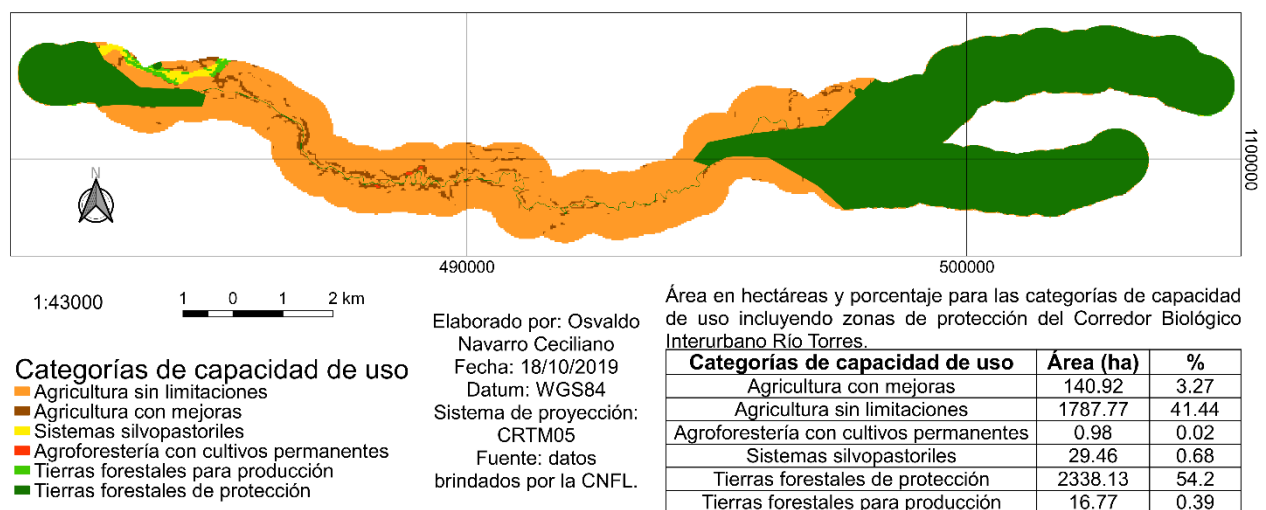 N
1100000
490000
500000
1:43000
1 0 1 2 km
Categorías de capacidad de uso
Agricultura sin limitaciones
Agricultura con mejoras
Sistemas silvopastoriles
Agroforestería con cultivos permanentes
Tierras forestales para producción
Tierras forestales de protección
Elaborado por: Osvaldo
Navarro Ceciliano
Fecha: 18/10/2019
Datum: WGS84
Sistema de proyección:
CRTM05
Fuente: datos
brindados por la CNFL.
Área en hectáreas y porcentaje para las categorías de capacidad
de uso incluyendo zonas de protección del Corredor Biológico
Interurbano Río Torres.
Categorías de capacidad de uso Área (ha) %
Agricultura con mejoras 140.92 3.27
Agricultura sin limitaciones 1787.77 41.44
Agroforestería con cultivos permanentes 0.98 0.02
Sistemas silvopastoriles 29.46 0.68
Tierras forestales de protección 2338.13 54.2
Tierras forestales para producción 16.77 0.39